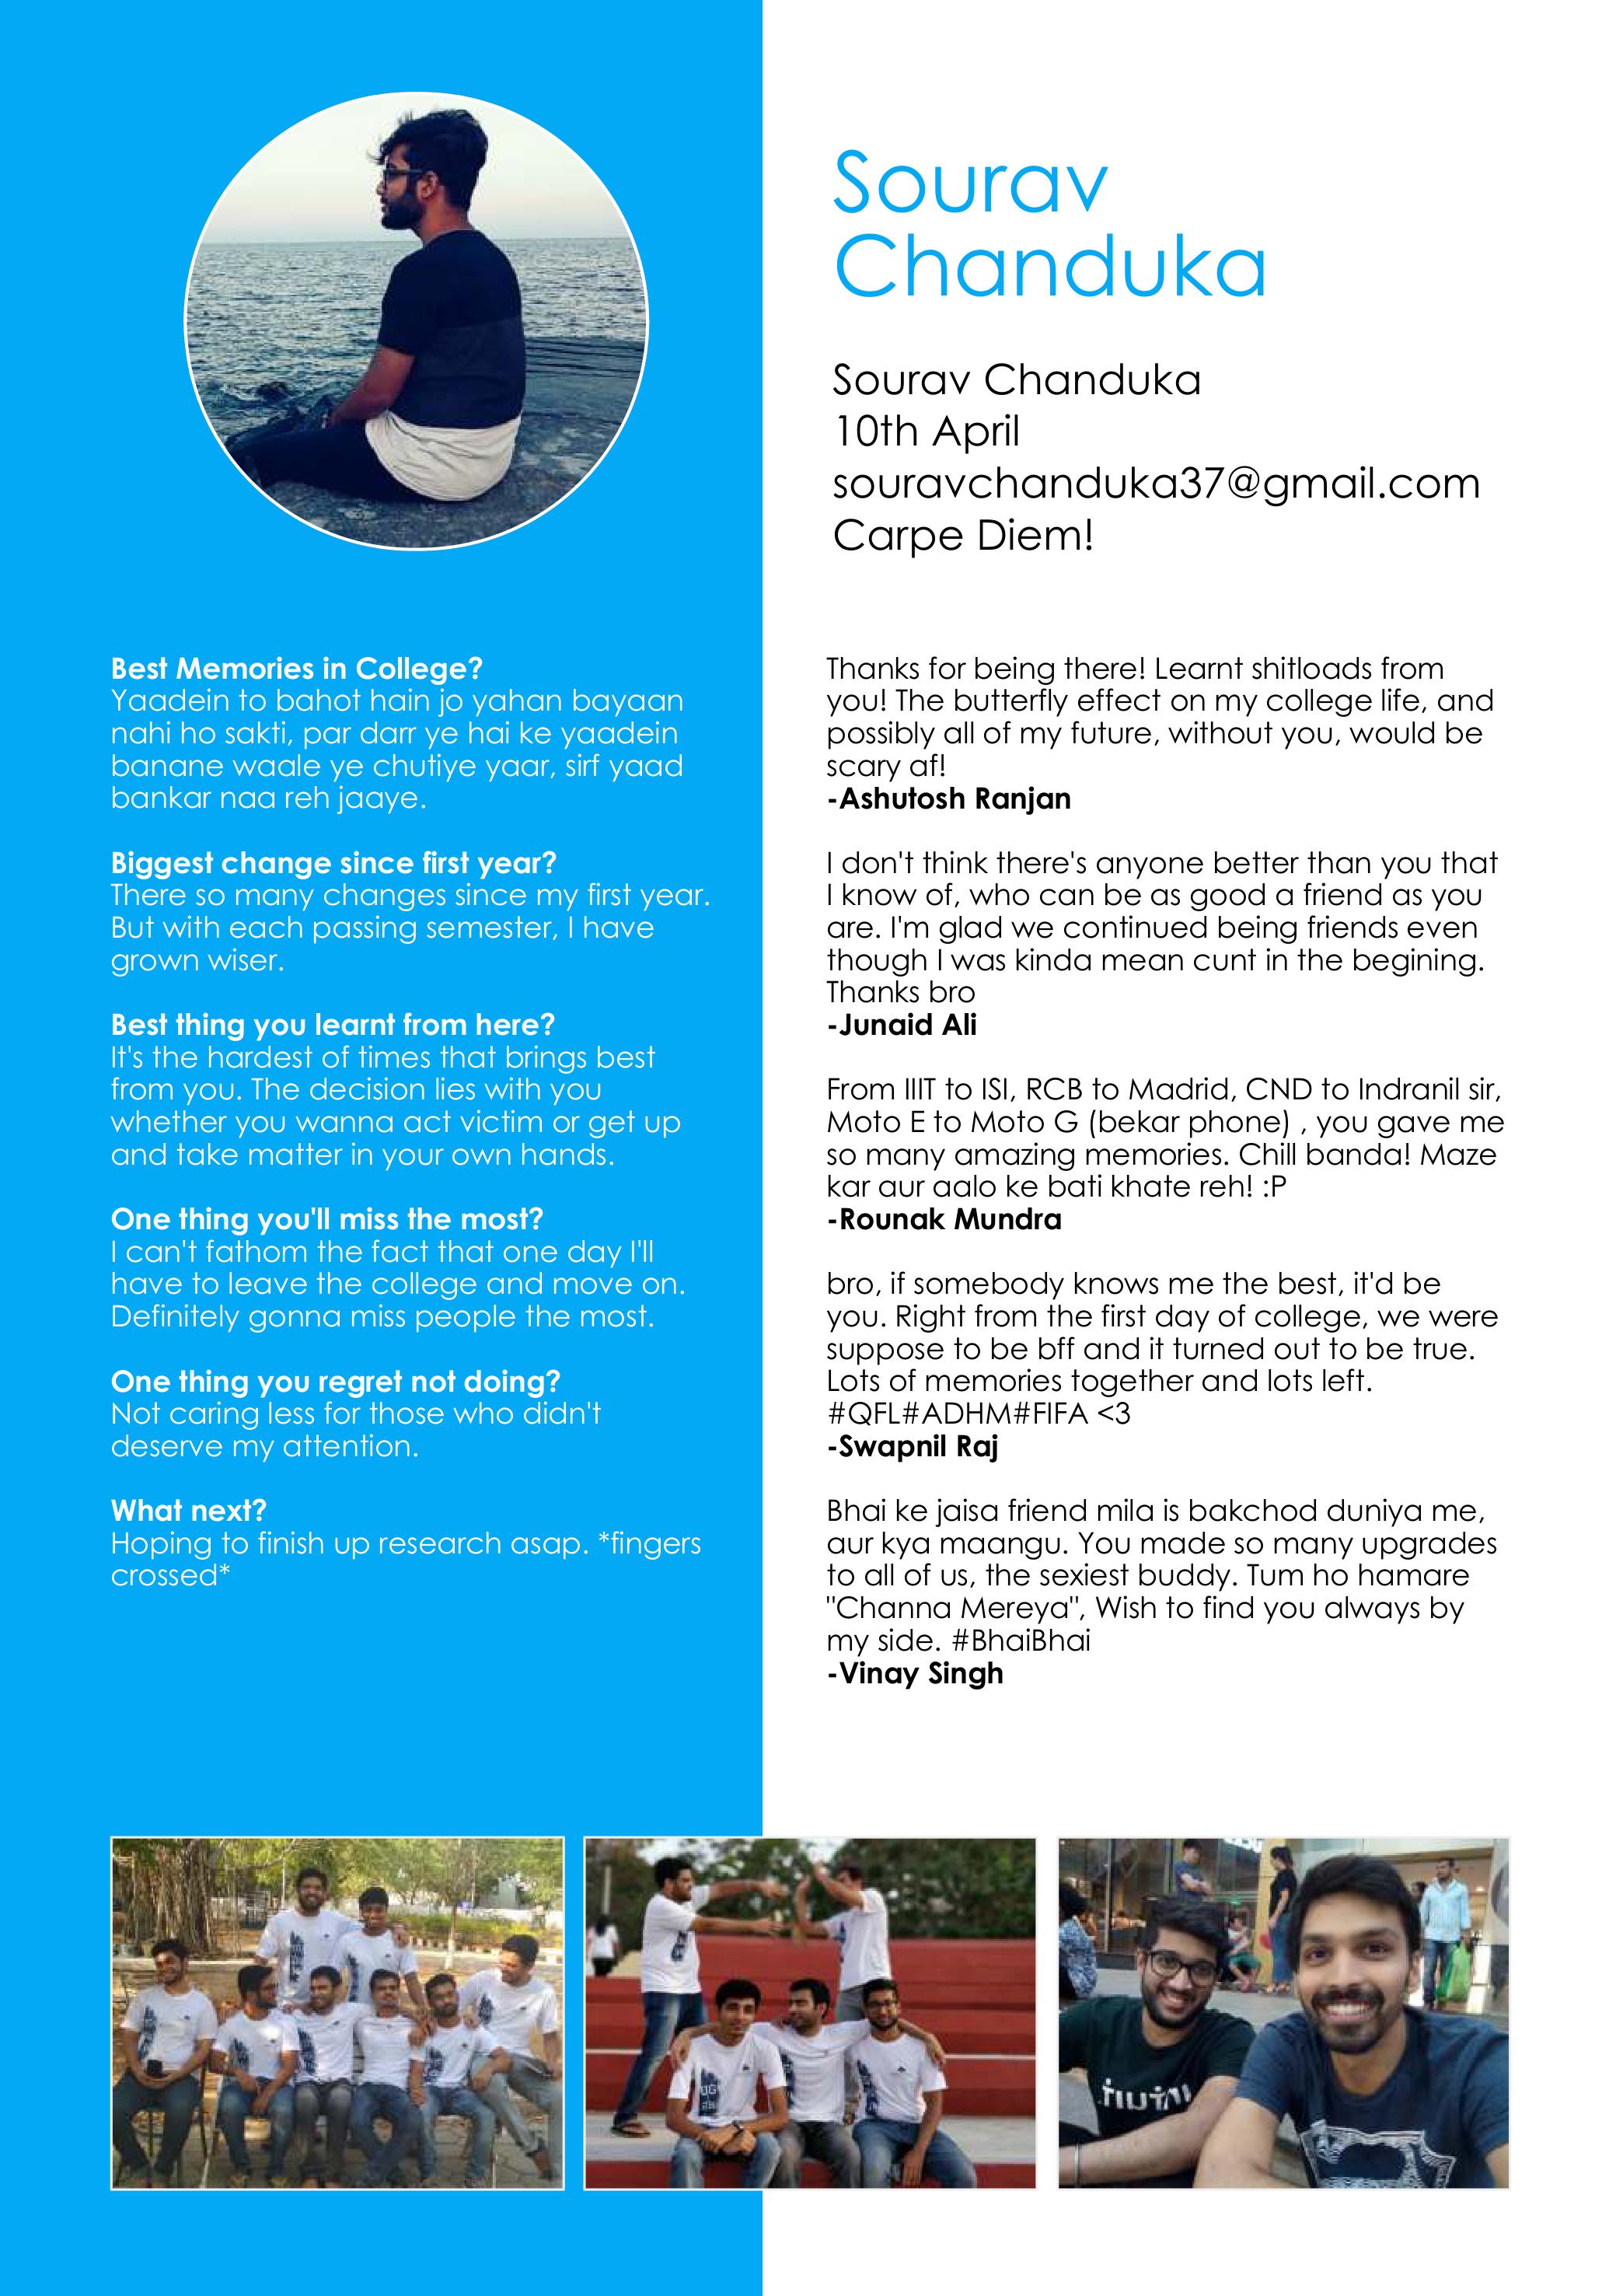 Sourav
Chanduka
Sourav Chanduka
10th April
souravchanduka37@gmail.com
Carpe Diem!
Best Memories in College?
Yaadein to bahot hain jo yahan bayaan
nahi ho sakti, par darr ye hai ke yaadein
banane waale ye chutiye yaar, sirf yaad
bankar naa reh jaaye.
Biggest change since first year?
There so many changes since my first year.
But with each passing semester, I have
grown wiser.
Best thing you learnt from here?
It's the hardest of times that brings best
from you. The decision lies with you
whether you wanna act victim or get up
and take matter in your own hands.
One thing you'll miss the most?
I can't fathom the fact that one day I'll
have to leave the college and move on.
Definitely gonna miss people the most.
One thing you regret not doing?
Not caring less for those who didn't
deserve my attention.
What next?
Hoping to finish up research asap. *fingers
crossed*
Thanks for being there! Learnt shitloads from
you! The butterfly effect on my college life, and
possibly all of my future, without you, would be
scary af!
-Ashutosh Ranjan
I don't think there's anyone better than you that
I know of, who can be as good a friend as you
are. I'm glad we continued being friends even
though I was kinda mean cunt in the begining.
Thanks bro
-Junaid Ali
From IIIT to ISI, RCB to Madrid, CND to Indranil sir,
Moto E to Moto G (bekar phone) , you gave me
so many amazing memories. Chill banda! Maze
kar aur aalo ke bati khate reh! :P
-Rounak Mundra
bro, if somebody knows me the best, it'd be
you. Right from the first day of college, we were
suppose to be bff and it turned out to be true.
Lots of memories together and lots left.
#QFL#ADHM#FIFA <3
-Swapnil Raj
Bhai ke jaisa friend mila is bakchod duniya me,
aur kya maangu. You made so many upgrades
to all of us, the sexiest buddy. Tum ho hamare
"Channa Mereya", Wish to find you always by
my side. #BhaiBhai
-Vinay Singh
UG